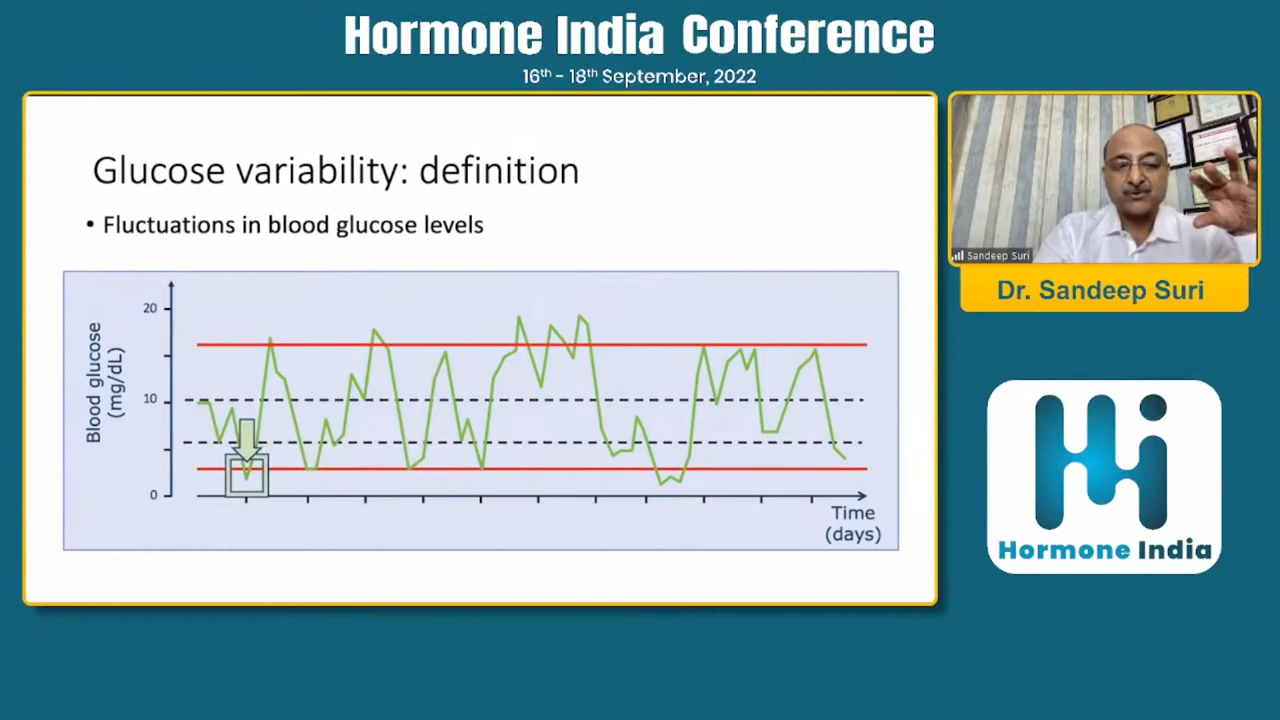 Hormone India Conference
16th - 18th September, 2022
Glucose variability: definition
• Fluctuations in blood glucose levels
Blood glucose
(mg/dL)
20
10
0
Time
(days)
Sandeep Suri
Dr. Sandeep Suri
Hi
Hormone India